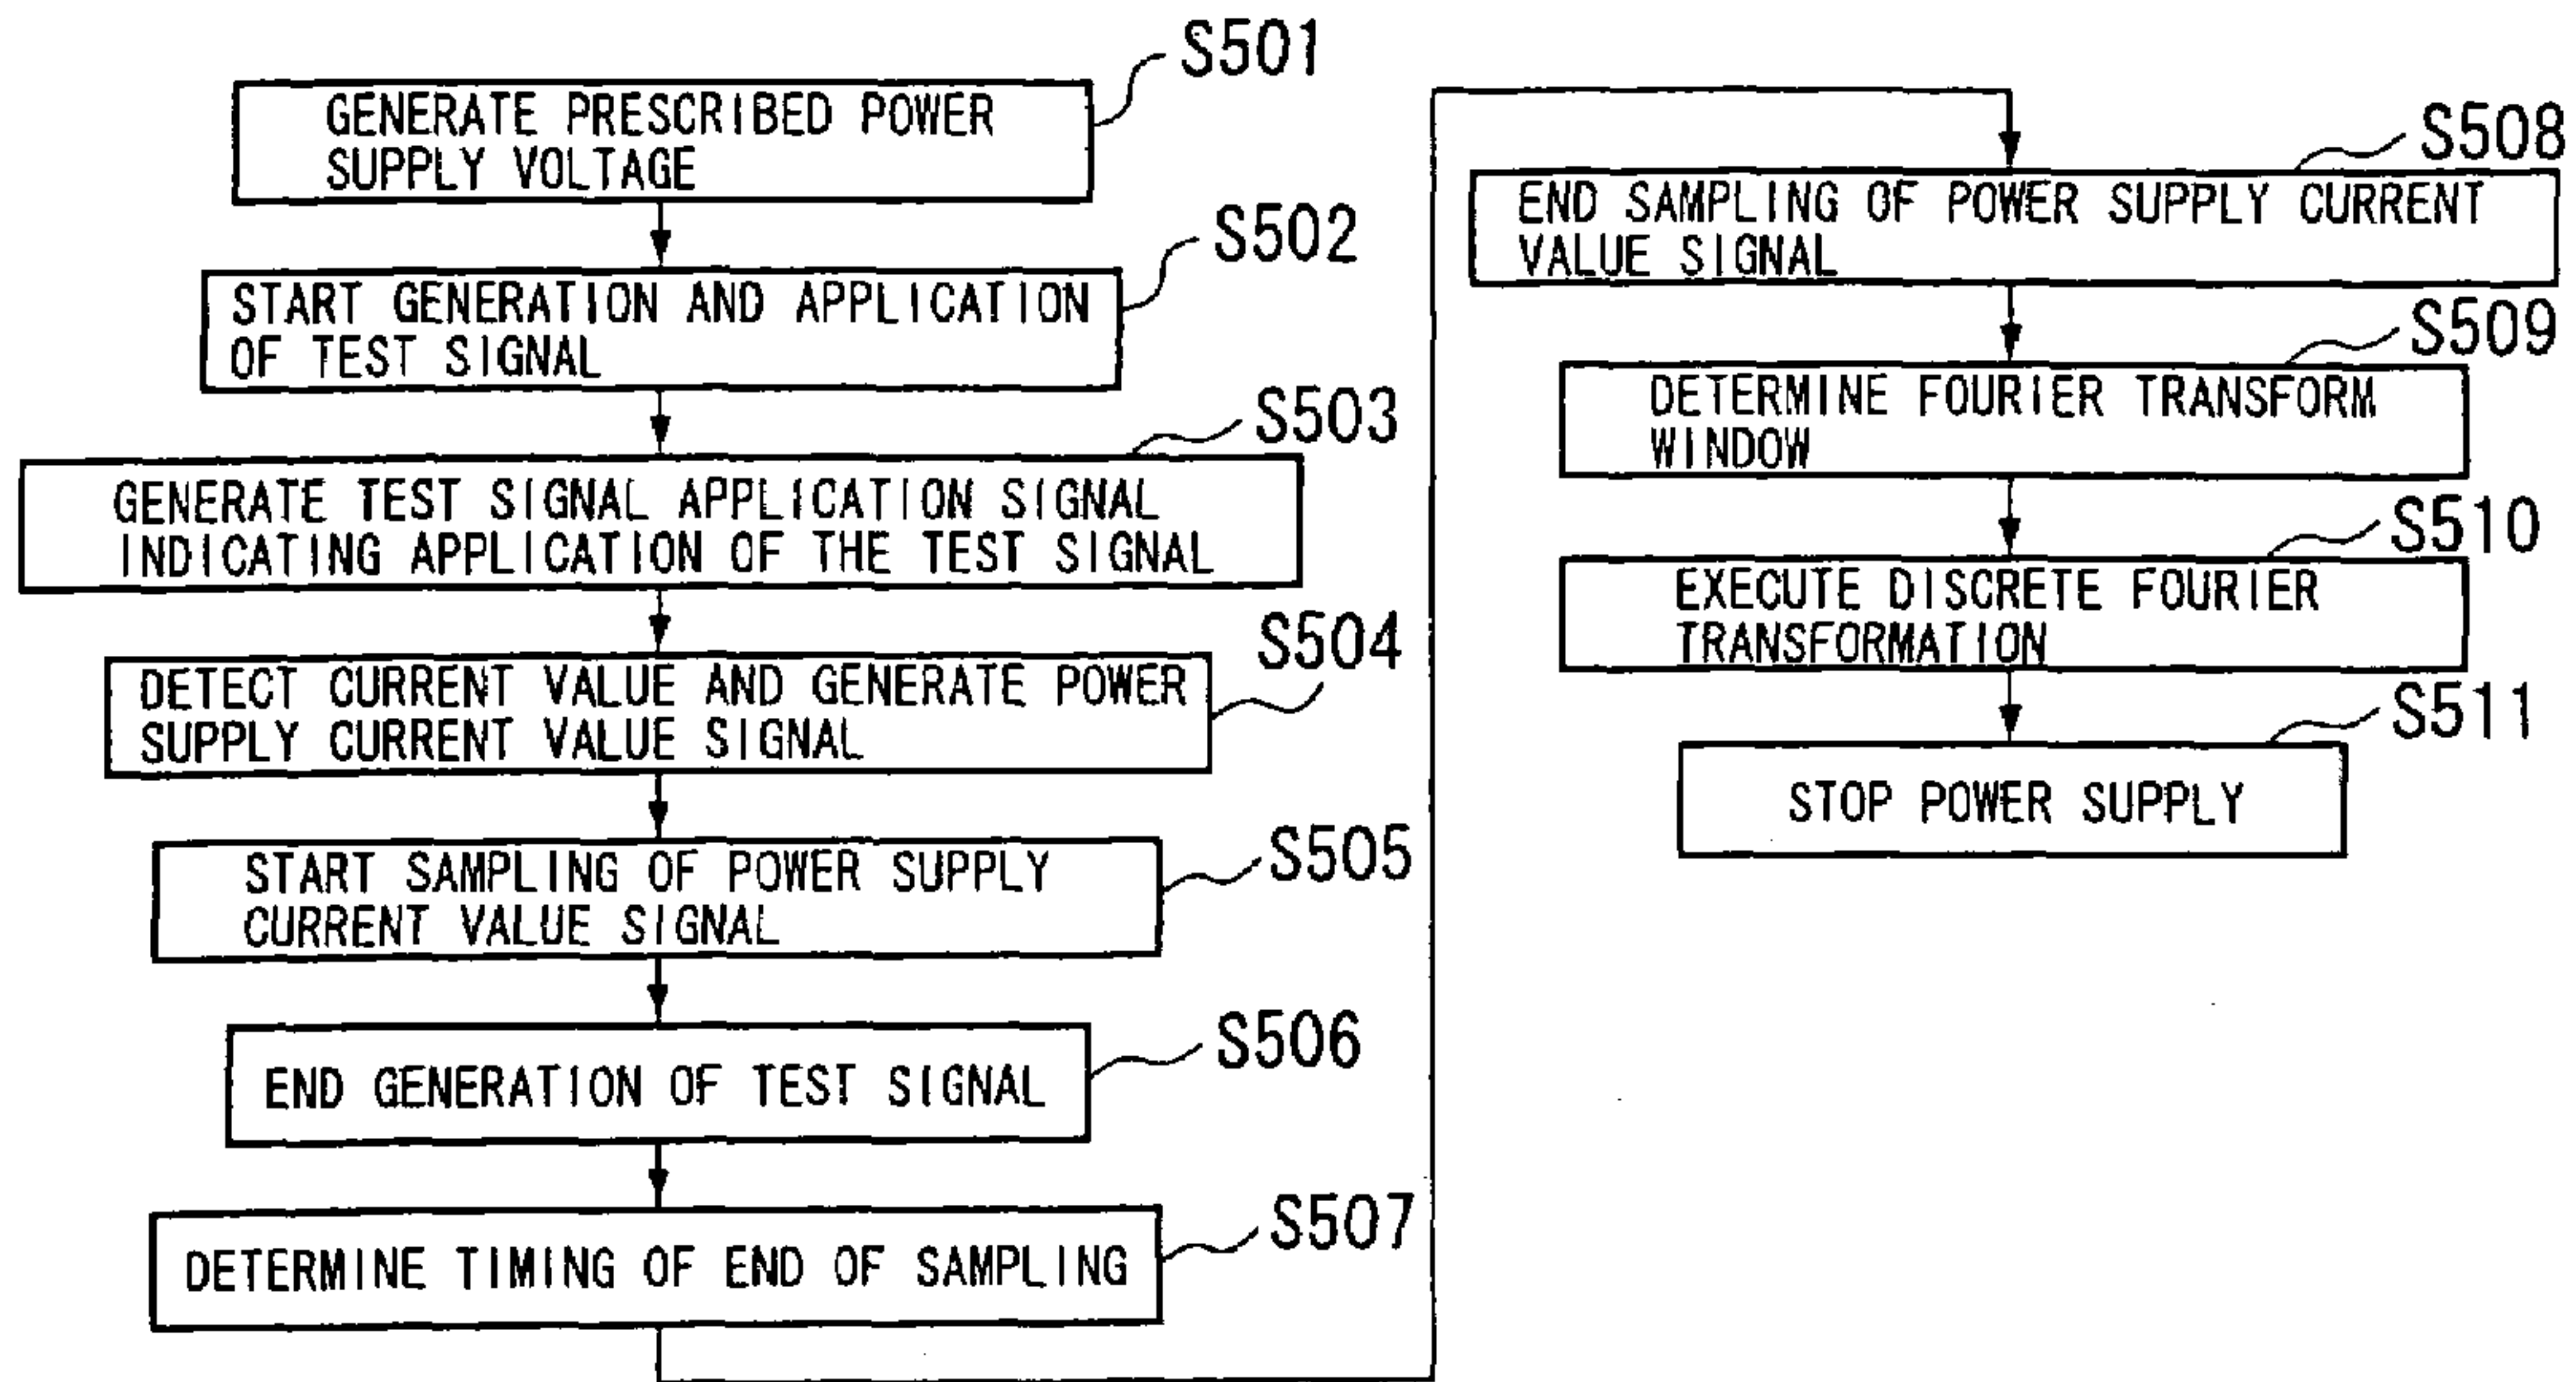 S501
GENERATE PRESCRIBED POWER
SUPPLY VOLTAGE
S502
START GENERATION AND APPLICATION
OF TEST SIGNAL
S503
GENERATE TEST SIGNAL APPLICATION SIGNAL
INDICATING APPLICATION OF THE TEST SIGNAL
S504
DETECT CURRENT VALUE AND GENERATE POWER
SUPPLY CURRENT VALUE SIGNAL
S505
START SAMPLING OF POWER SUPPLY
CURRENT VALUE SIGNAL
S506
END GENERATION OF TEST SIGNAL
S507
DETERMINE TIMING OF END OF SAMPLING
S508
END SAMPLING OF POWER SUPPLY CURRENT
VALUE SIGNAL
S509
DETERMINE FOURIER TRANSFORM
WINDOW
S510
EXECUTE DISCRETE FOURIER
TRANSFORMATION
S511
STOP POWER SUPPLY